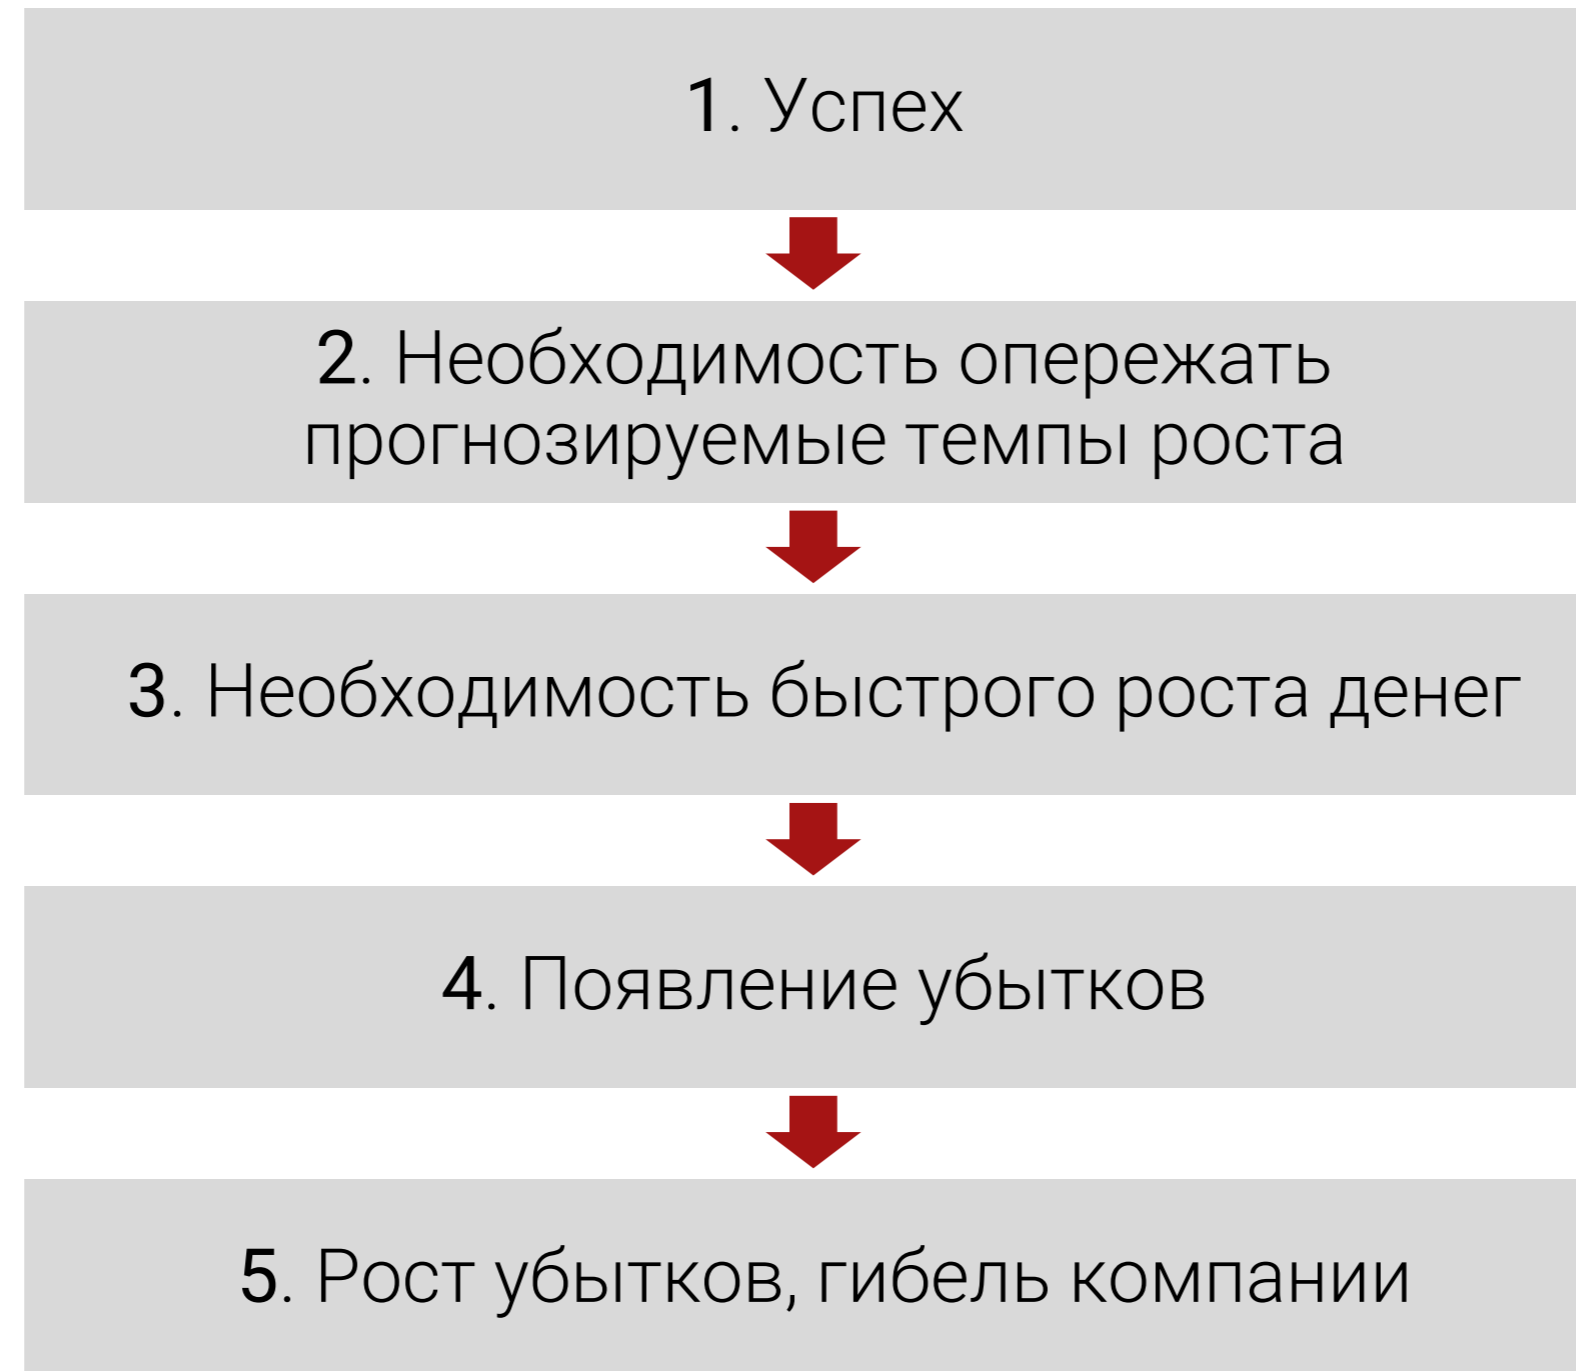 1. Успех
2. Необходимость опережать
прогнозируемые темпы роста
3. Необходимость быстрого роста денег
4. Появление убытков
5. Рост убытков, гибель компании